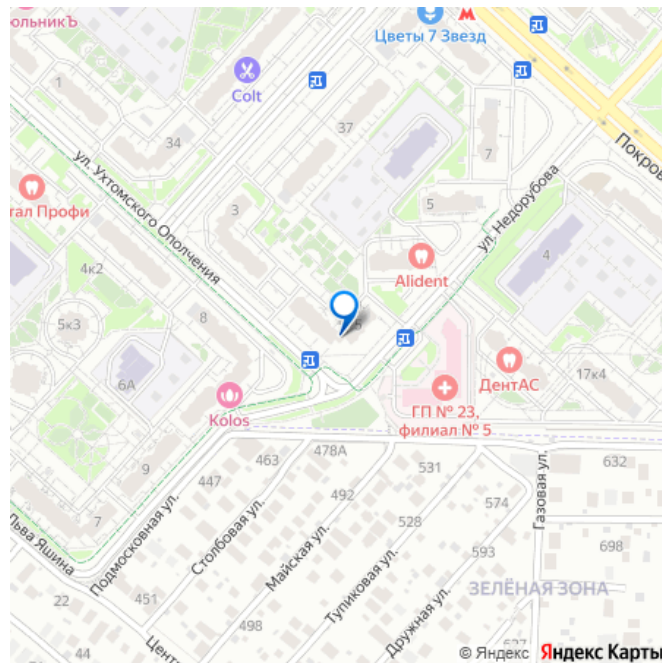 юльникЪ
Цветы 7 Звезд
М
1
Colt
34
37
Покров
7
ул. Ухтомского Ополчения
ул. Недорубова
тал Профи
3
5
4к2
Alident
4
5к3
8
5
6А
ДентАС
17к4
Kolos
ГП № 23,
филиал № 5
9
463
478А
531
632
447
492
574
Газовая ул.
7
Столбовая ул.
528
Льва Яшина
Подмосковная ул.
Майская ул.
593
698
Тупиковая ул.
ЗЕЛЁНАЯ ЗОНА
22
451
498
Дружная ул.
Цент
627
© Яндекс Яндекс Карты